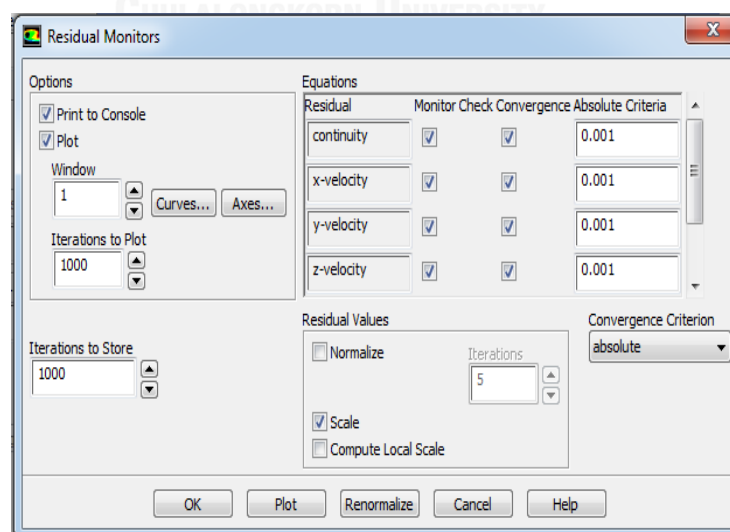 CHULALONGKORN UNIVERSITY
Residual Monitors
Options
Print to Console
Plot
Window
1
Curves... Axes...
Iterations to Plot
1000
Iterations to Store
1000
Equations
Residual Monitor Check Convergence Absolute Criteria
continuity 0.001
x-velocity 0.001
y-velocity 0.001
z-velocity 0.001
Residual Values
Normalize
Iterations
5
Scale
Compute Local Scale
Convergence Criterion
absolute
OK Plot Renormalize Cancel Help